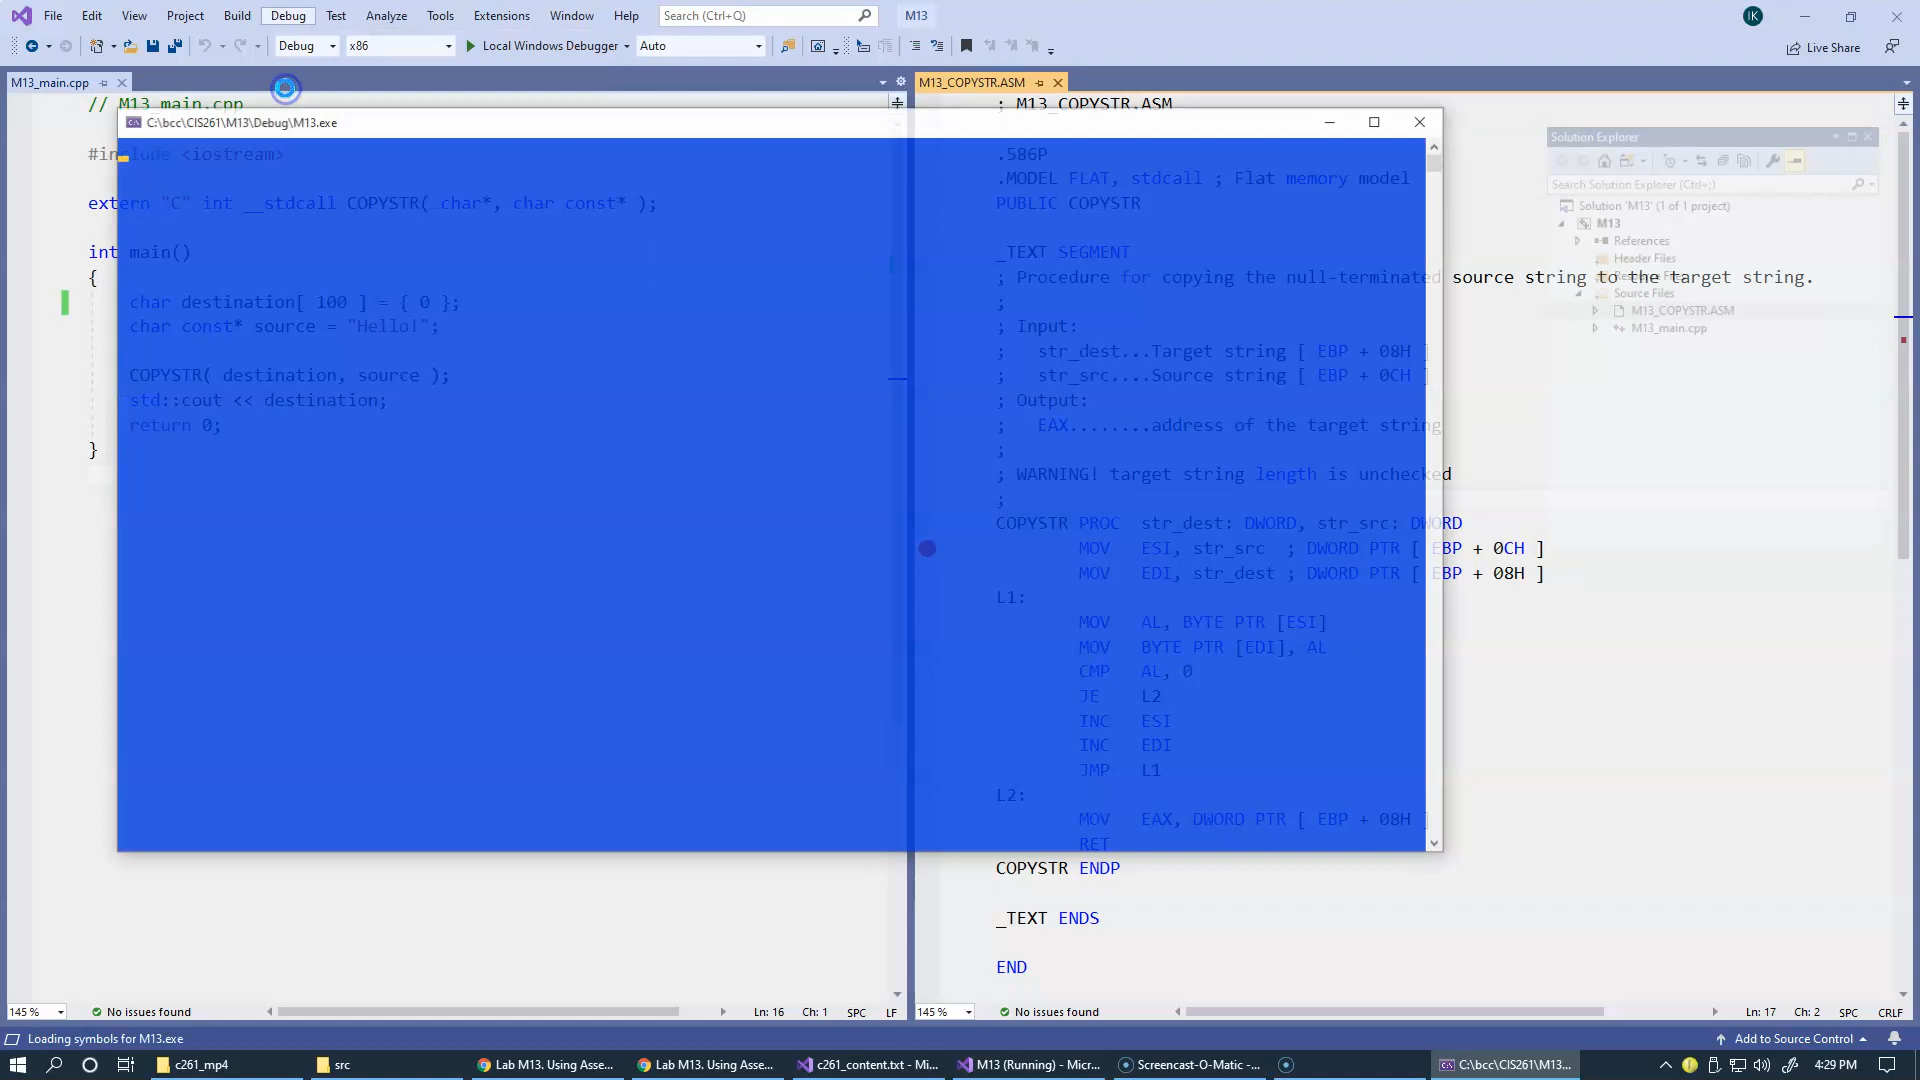 File Edit View Project Build Debug Test Analyze Tools Extensions Window Help Search (Ctrl+Q) M13 IK
Debug x86 Local Windows Debugger Auto Live Share
M13_main.cpp
// M13_main.cpp
#include <iostream>
extern "C" int __stdcall COPYSTR( char*, char const* );
int main()
{
char destination[ 100 ] = { 0 };
char const* source = "Hello!";
COPYSTR( destination, source );
std::cout << destination;
return 0;
}
C:\bcc\CIS261\M13\Debug\M13.exe
M13_COPYSTR.ASM
; M13_COPYSTR.ASM
.586P
.MODEL FLAT, stdcall ; Flat memory model
PUBLIC COPYSTR
_TEXT SEGMENT
; Procedure for copying the null-terminated source string to the target string.
;
; Input:
; str_dest...Target string [ EBP + 08H ]
; str_src....Source string [ EBP + 0CH ]
; Output:
; EAX........address of the target string
;
; WARNING! target string length is unchecked
;
COPYSTR PROC str_dest: DWORD, str_src: DWORD
MOV ESI, str_src ; DWORD PTR [ EBP + 0CH ]
MOV EDI, str_dest ; DWORD PTR [ EBP + 08H ]
L1:
MOV AL, BYTE PTR [ESI]
MOV BYTE PTR [EDI], AL
CMP AL, 0
JE L2
INC ESI
INC EDI
JMP L1
L2:
MOV EAX, DWORD PTR [ EBP + 08H ]
RET
COPYSTR ENDP
_TEXT ENDS
END
Solution Explorer
Search Solution Explorer (Ctrl+;)
Solution 'M13' (1 of 1 project)
M13
References
Header Files
Source Files
M13_COPYSTR.ASM
M13_main.cpp
145 % No issues found Ln: 16 Ch: 1 SPC LF
145 % No issues found Ln: 17 Ch: 2 SPC CRLF
Loading symbols for M13.exe Add to Source Control
c261_mp4 src Lab M13. Using Asse... Lab M13. Using Asse... c261_content.txt - Mi... M13 (Running) - Micr... Screencast-O-Matic -... C:\bcc\CIS261\M13... 4:29 PM